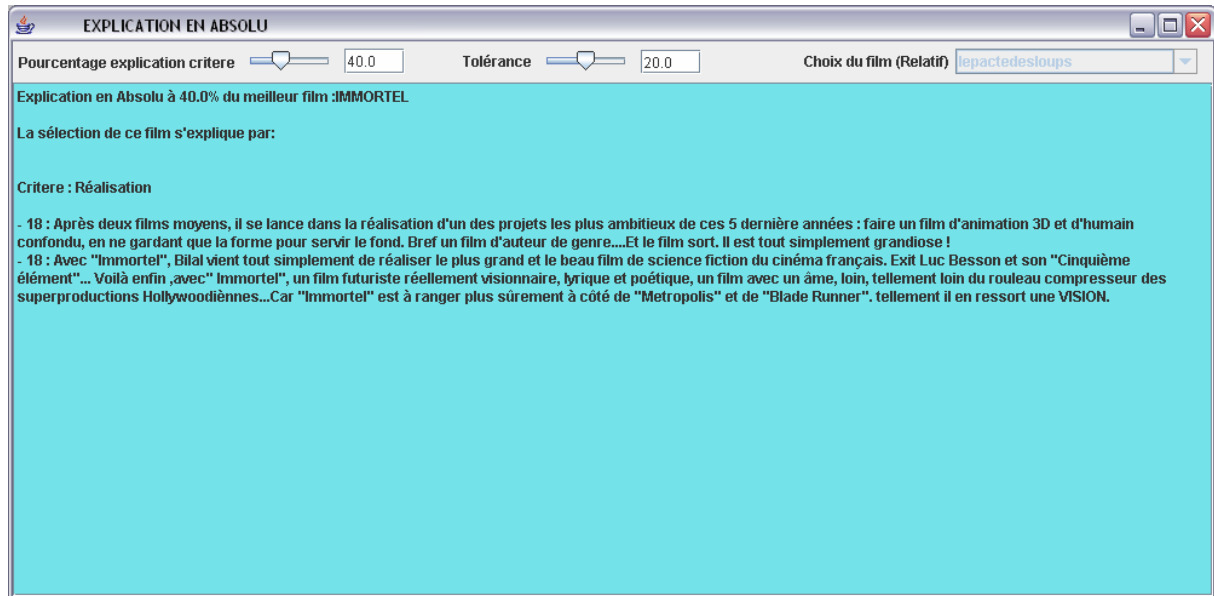 EXPLICATION EN ABSOLU
Pourcentage explication critere 40.0 Tolérance 20.0 Choix du film (Relatif) lepactedesloups
Explication en Absolu à 40.0% du meilleur film :IMMORTEL
La sélection de ce film s'explique par:
Critere : Réalisation
- 18 : Après deux films moyens, il se lance dans la réalisation d'un des projets les plus ambitieux de ces 5 dernière années : faire un film d'animation 3D et d'humain
confondu, en ne gardant que la forme pour servir le fond. Bref un film d'auteur de genre....Et le film sort. Il est tout simplement grandiose !
- 18 : Avec "Immortel", Bilal vient tout simplement de réaliser le plus grand et le beau film de science fiction du cinéma français. Exit Luc Besson et son "Cinquième
élément"... Voilà enfin ,avec" Immortel", un film futuriste réellement visionnaire, lyrique et poétique, un film avec un âme, loin, tellement loin du rouleau compresseur des
superproductions Hollywoodiènnes...Car "Immortel" est à ranger plus sûrement à côté de "Metropolis" et de "Blade Runner". tellement il en ressort une VISION.